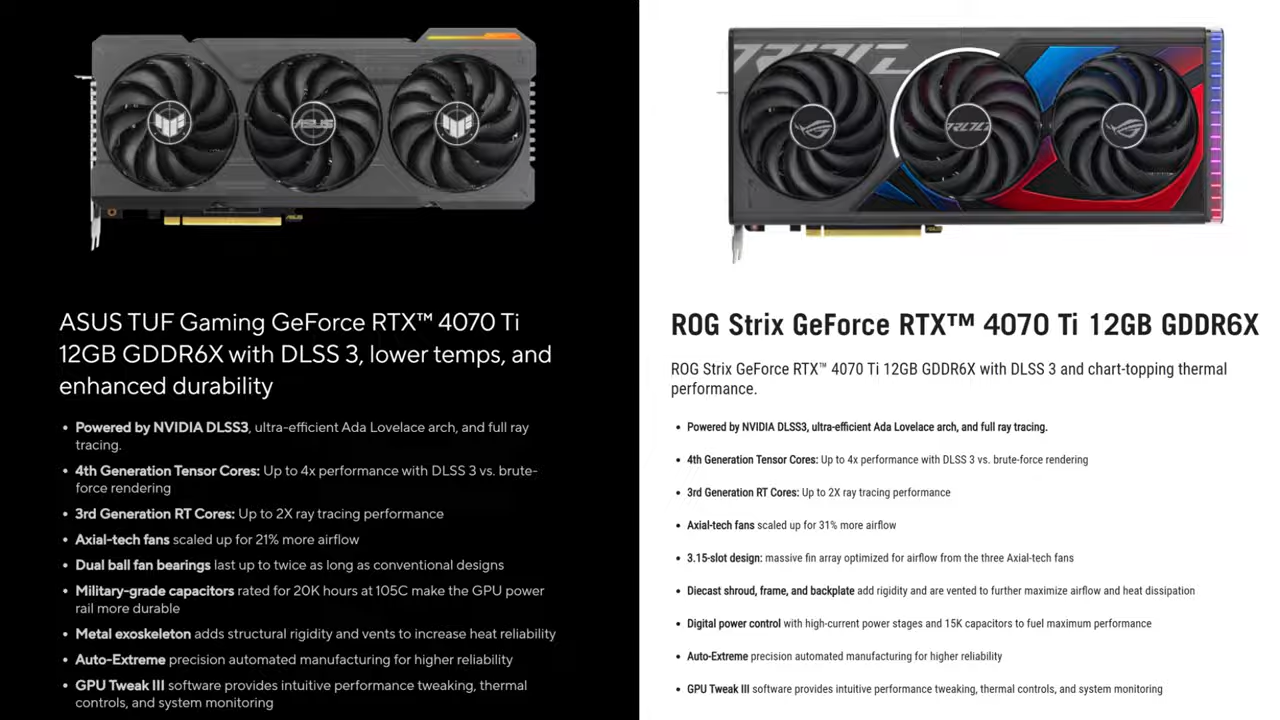 ASUS
ASUS TUF Gaming GeForce RTX™ 4070 Ti
12GB GDDR6X with DLSS 3, lower temps, and
enhanced durability
• Powered by NVIDIA DLSS3, ultra-efficient Ada Lovelace arch, and full ray
tracing.
• 4th Generation Tensor Cores: Up to 4x performance with DLSS 3 vs. brute-
force rendering
• 3rd Generation RT Cores: Up to 2X ray tracing performance
• Axial-tech fans scaled up for 21% more airflow
• Dual ball fan bearings last up to twice as long as conventional designs
• Military-grade capacitors rated for 20K hours at 105C make the GPU power
rail more durable
• Metal exoskeleton adds structural rigidity and vents to increase heat reliability
• Auto-Extreme precision automated manufacturing for higher reliability
• GPU Tweak III software provides intuitive performance tweaking, thermal
controls, and system monitoring
ROG Strix GeForce RTX™ 4070 Ti 12GB GDDR6X
ROG Strix GeForce RTX™ 4070 Ti 12GB GDDR6X with DLSS 3 and chart-topping thermal
performance.
• Powered by NVIDIA DLSS3, ultra-efficient Ada Lovelace arch, and full ray tracing.
• 4th Generation Tensor Cores: Up to 4x performance with DLSS 3 vs. brute-force rendering
• 3rd Generation RT Cores: Up to 2X ray tracing performance
• Axial-tech fans scaled up for 31% more airflow
• 3.15-slot design: massive fin array optimized for airflow from the three Axial-tech fans
• Diecast shroud, frame, and backplate add rigidity and are vented to further maximize airflow and heat dissipation
• Digital power control with high-current power stages and 15K capacitors to fuel maximum performance
• Auto-Extreme precision automated manufacturing for higher reliability
• GPU Tweak III software provides intuitive performance tweaking, thermal controls, and system monitoring